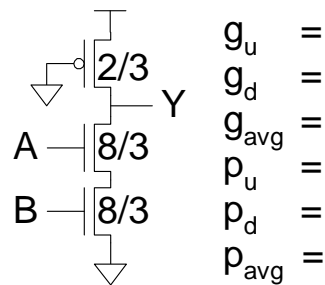 2/3
Y
A
8/3
B
8/3
g_u =
g_d =
g_avg =
p_u =
p_d =
p_avg =